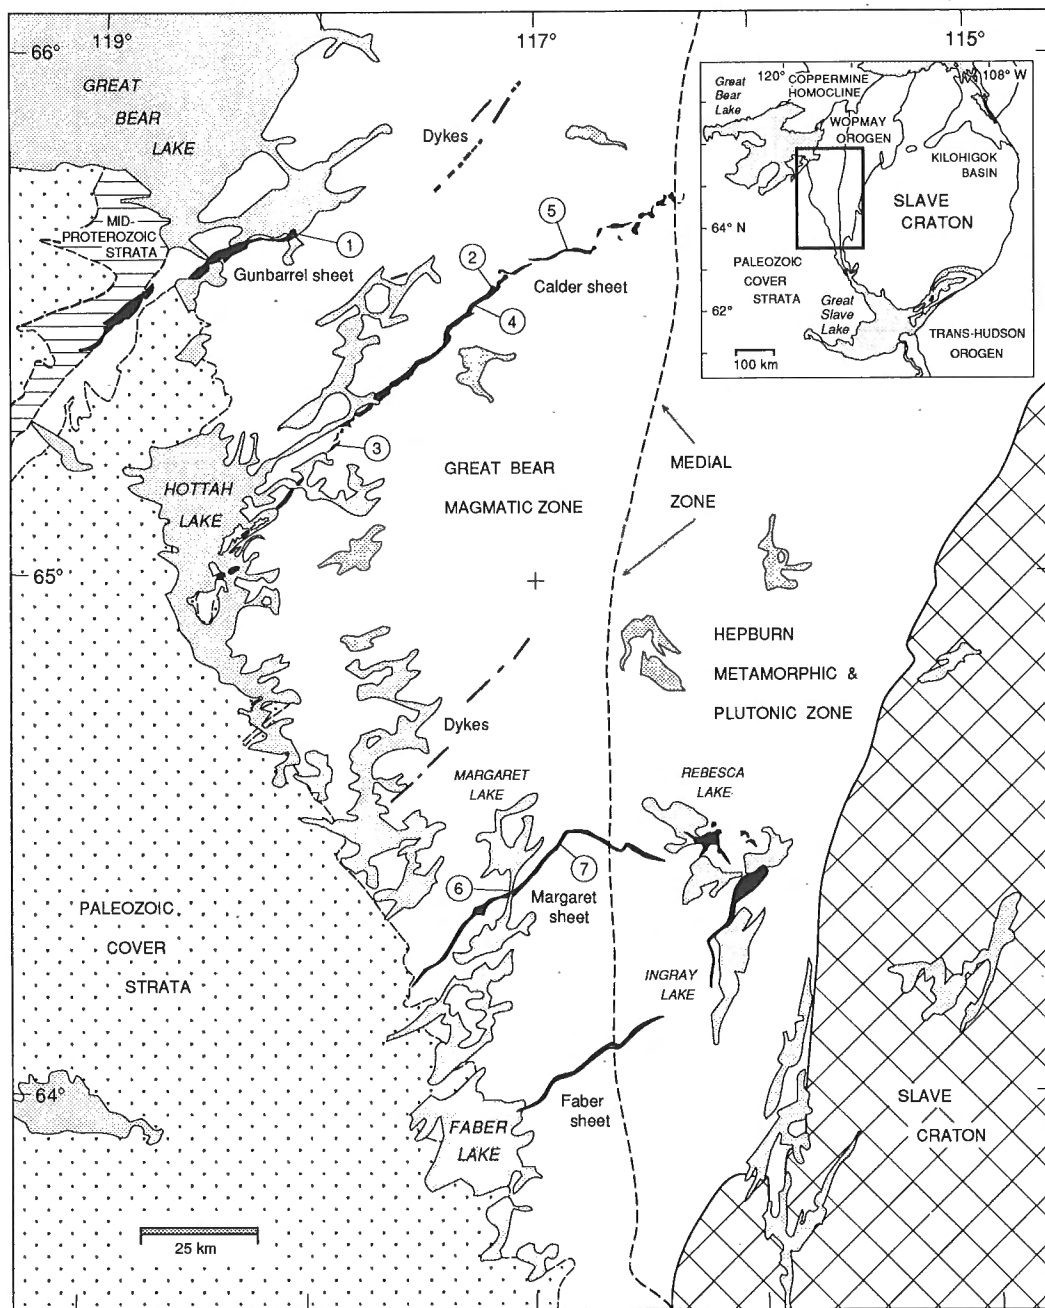 119°
117°
115°
66°
GREAT
BEAR
LAKE
Dykes
120°
COPPERMINE
HOMOCLINE
108° W
Great
Bear
Lake
WOPMAY
OROGEN
KILOHIGOK
BASIN
SLAVE
CRATON
64° N
PALEOZOIC
COVER
STRATA
62°
Great
Slave
Lake
TRANS-HUDSON
OROGEN
100 km
MID-
PROTEROZOIC
STRATA
1
Gunbarrel sheet
5
2
Calder sheet
4
3
HOTTAH
LAKE
GREAT BEAR
MAGMATIC ZONE
MEDIAL
ZONE
65°
HEPBURN
METAMORPHIC &
PLUTONIC ZONE
Dykes
MARGARET
LAKE
REBESCA
LAKE
7
6
Margaret
sheet
PALEOZOIC
COVER
STRATA
INGRAY
LAKE
64°
Faber
sheet
FABER
LAKE
SLAVE
CRATON
25 km